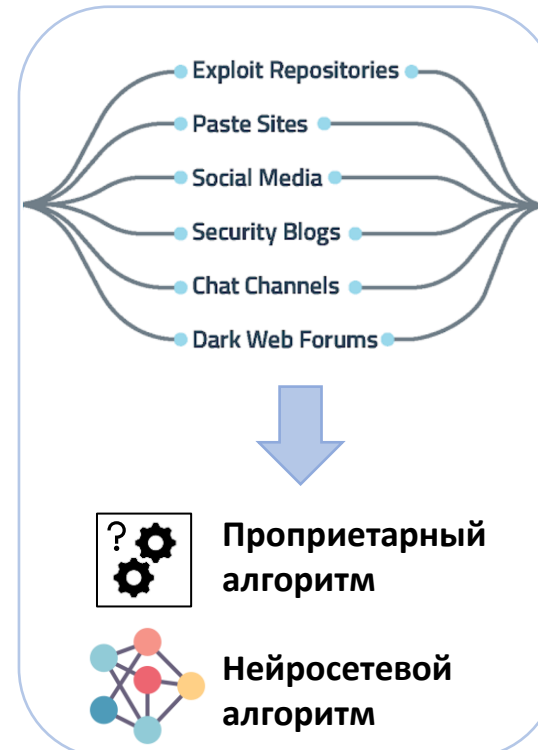 Exploit Repositories
Paste Sites
Social Media
Security Blogs
Chat Channels
Dark Web Forums
?
Проприетарный
алгоритм
Нейросетевой
алгоритм